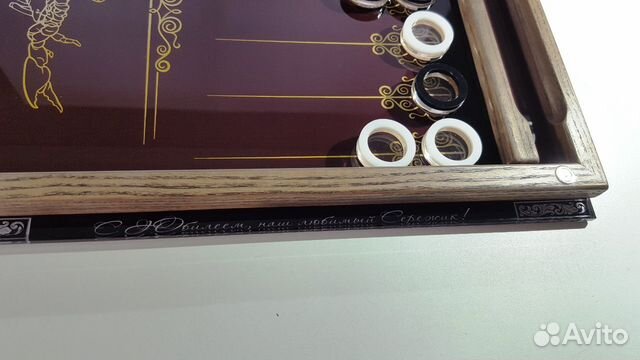 С Юбилеем, наш любимый Сережик!
Avito